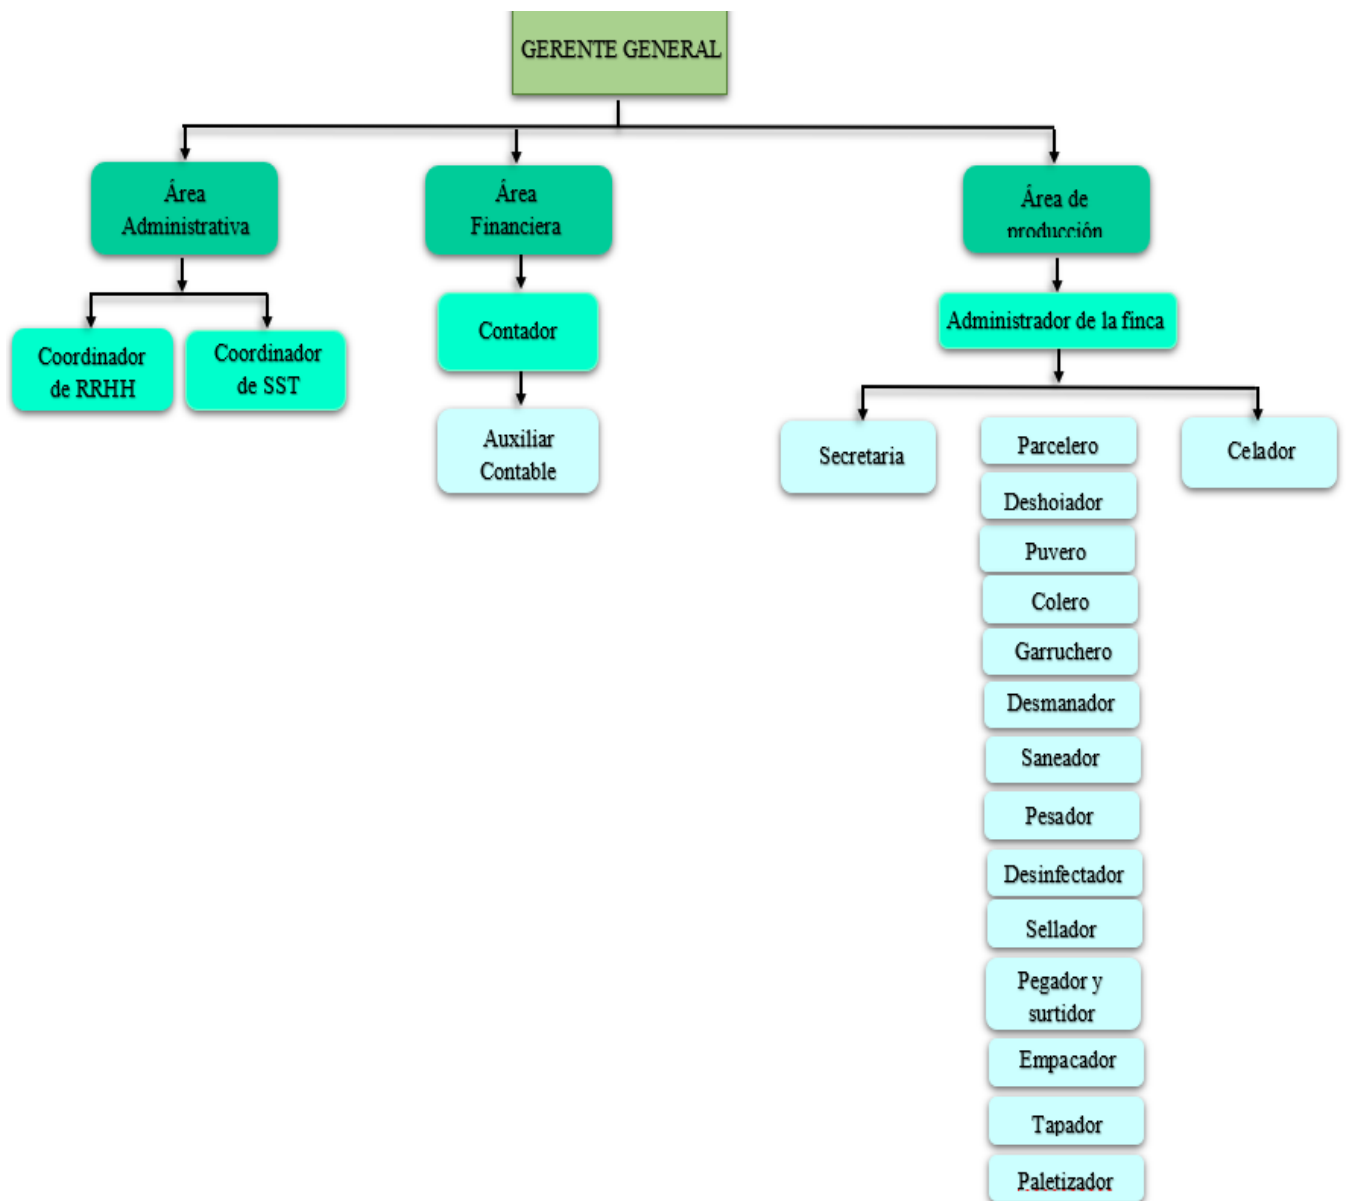 GERENTE GENERAL
Área
Administrativa
Área
Financiera
Área de
producción
Coordinador
de RRHH
Coordinador
de SST
Contador
Auxiliar
Contable
Administrador de la finca
Secretaria
Parcelero
Deshojador
Puyero
Colero
Garruchero
Desmanador
Saneador
Pesador
Desinfectador
Sellador
Pegador y
surtidor
Empacador
Tapador
Paletizador
Celador